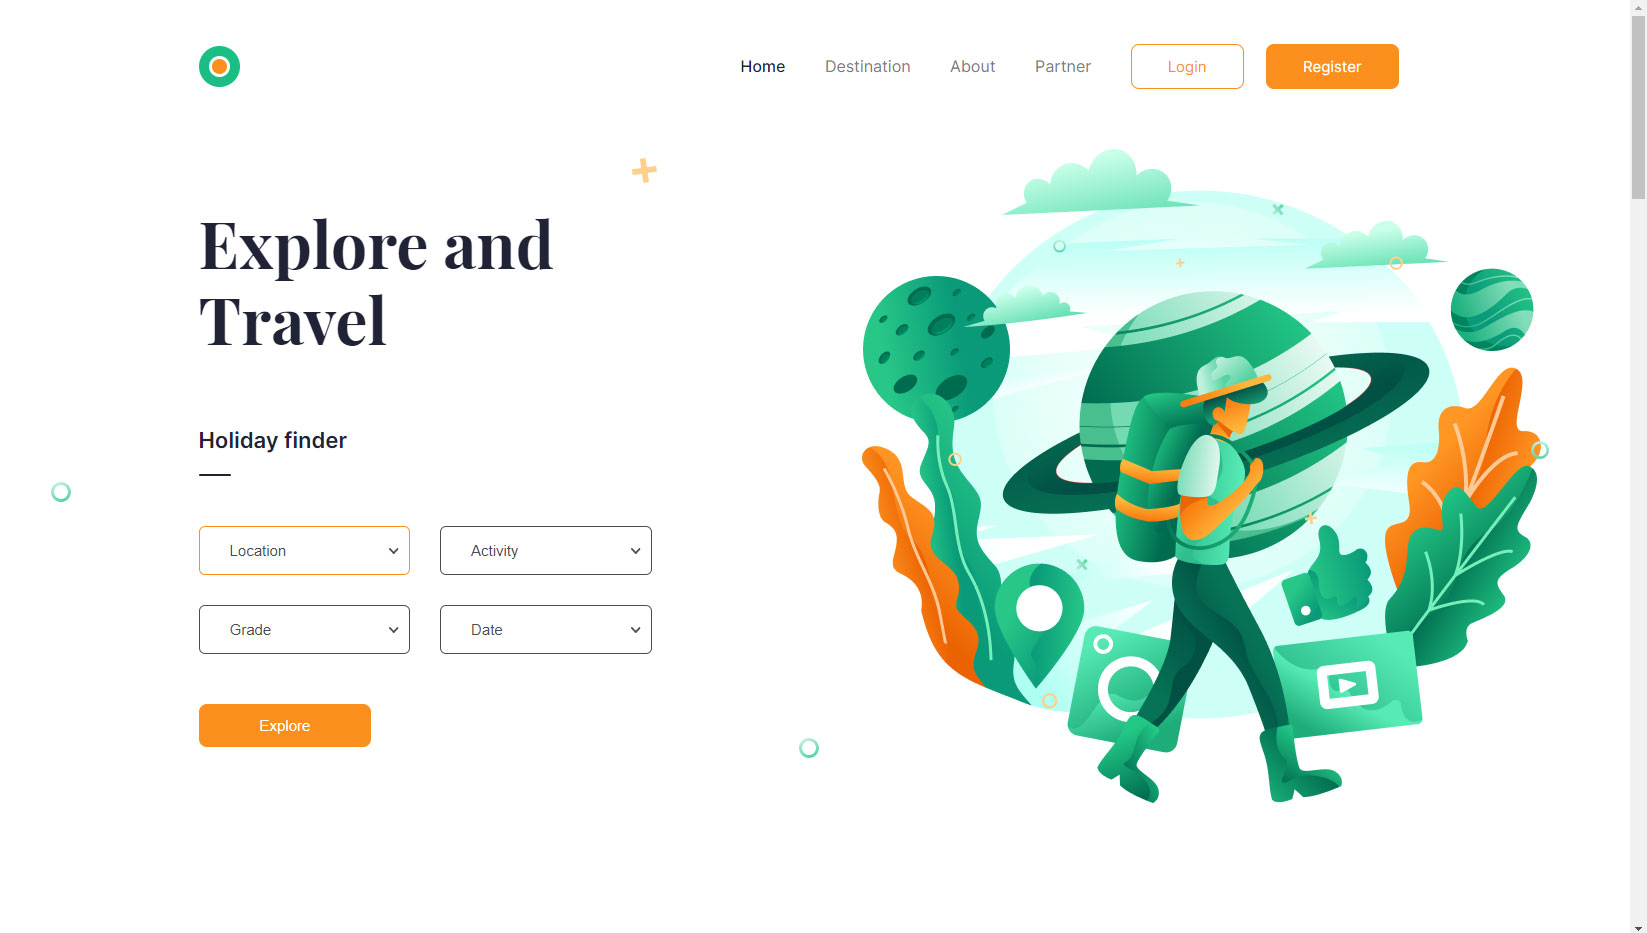 Home Destination About Partner Login Register
Explore and
Travel
Holiday finder
Location Activity
Grade Date
Explore